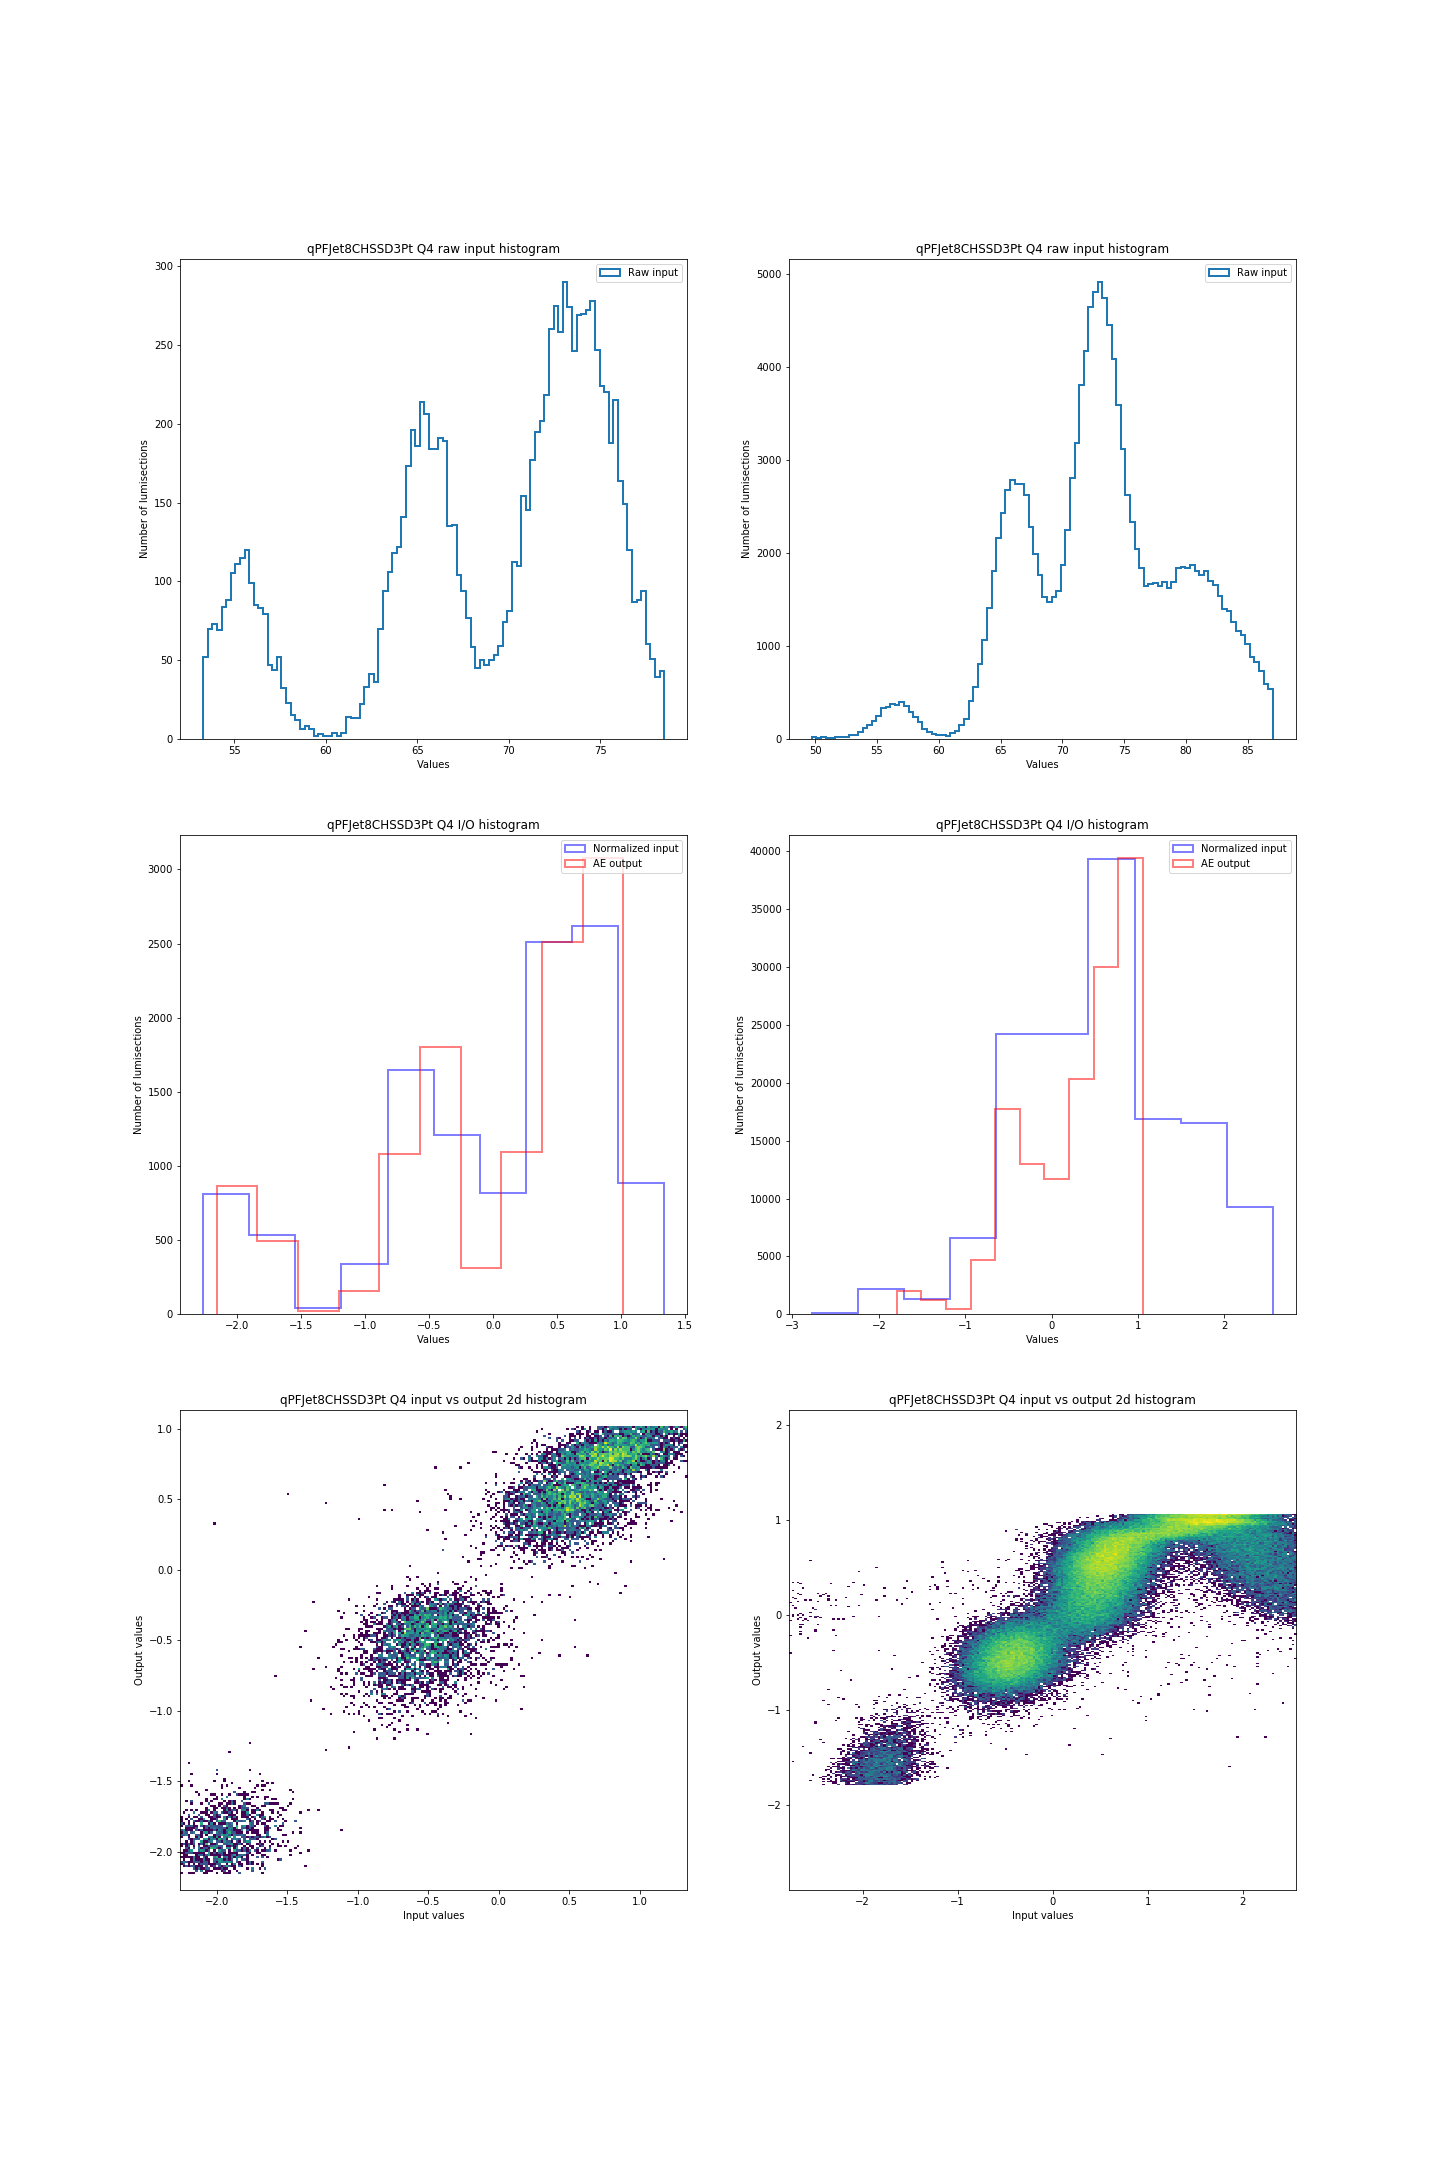 qPFJet8CHSSD3Pt Q4 raw input histogram
Raw input
300
250
200
150
100
50
0
Number of lumisections
55 60 65 70 75
Values
qPFJet8CHSSD3Pt Q4 raw input histogram
Raw input
5000
4000
3000
2000
1000
0
Number of lumisections
50 55 60 65 70 75 80 85
Values
qPFJet8CHSSD3Pt Q4 I/O histogram
Normalized input
AE output
3000
2500
2000
1500
1000
500
0
Number of lumisections
−2.0 −1.5 −1.0 −0.5 0.0 0.5 1.0 1.5
Values
qPFJet8CHSSD3Pt Q4 I/O histogram
Normalized input
AE output
40000
35000
30000
25000
20000
15000
10000
5000
0
Number of lumisections
−3 −2 −1 0 1 2
Values
qPFJet8CHSSD3Pt Q4 input vs output 2d histogram
1.0
0.5
0.0
−0.5
−1.0
−1.5
−2.0
Output values
−2.0 −1.5 −1.0 −0.5 0.0 0.5 1.0
Input values
qPFJet8CHSSD3Pt Q4 input vs output 2d histogram
2
1
0
−1
−2
Output values
−2 −1 0 1 2
Input values